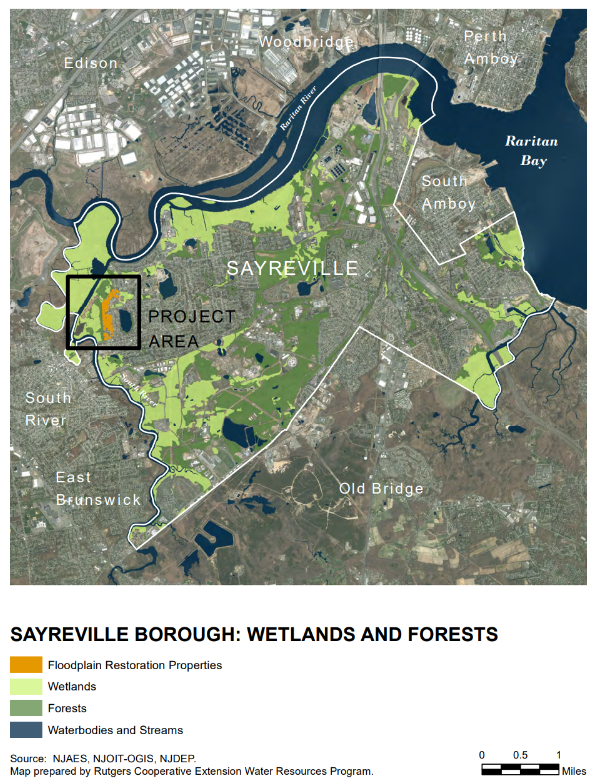 Woodbridge
Perth
Amboy
Edison
Raritan River
Raritan
Bay
South
Amboy
SAYREVILLE
PROJECT
AREA
South River
South
River
East
Brunswick
Old Bridge
SAYREVILLE BOROUGH: WETLANDS AND FORESTS
Floodplain Restoration Properties
Wetlands
Forests
Waterbodies and Streams
Source: NJAES, NJOIT-OGIS, NJDEP.
Map prepared by Rutgers Cooperative Extension Water Resources Program.
0 0.5 1
Miles